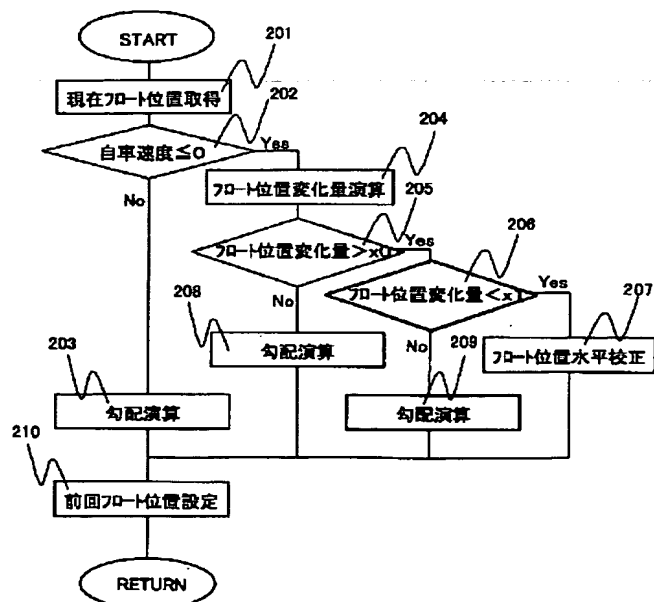 START
201
現在フロート位置取得
202
自車速度≦0
Yes
No
204
フロート位置変化量演算
205
フロート位置変化量>x0
Yes
No
206
フロート位置変化量<x1
Yes
No
207
フロート位置水平校正
208
勾配演算
209
勾配演算
203
勾配演算
210
前回フロート位置設定
RETURN